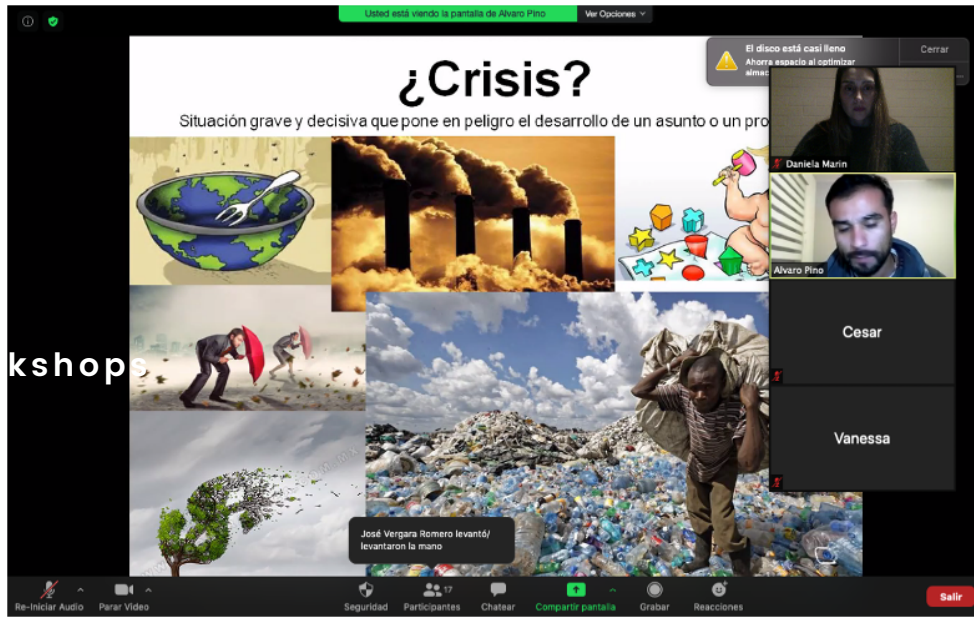 Usted está viendo la pantalla de Alvaro Pino
Ver Opciones
¿Crisis?
Situación grave y decisiva que pone en peligro el desarrollo de un asunto o un pro
El disco está casi lleno
Ahorra espacio al optimizar
almac
Cerrar
Daniela Marin
Alvaro Pino
Cesar
Vanessa
kshops
José Vergara Romero levantó/
levantaron la mano
Re-Iniciar Audio
Parar Video
Seguridad
17
Participantes
Chatear
Compartir pantalla
Grabar
Reacciones
Salir